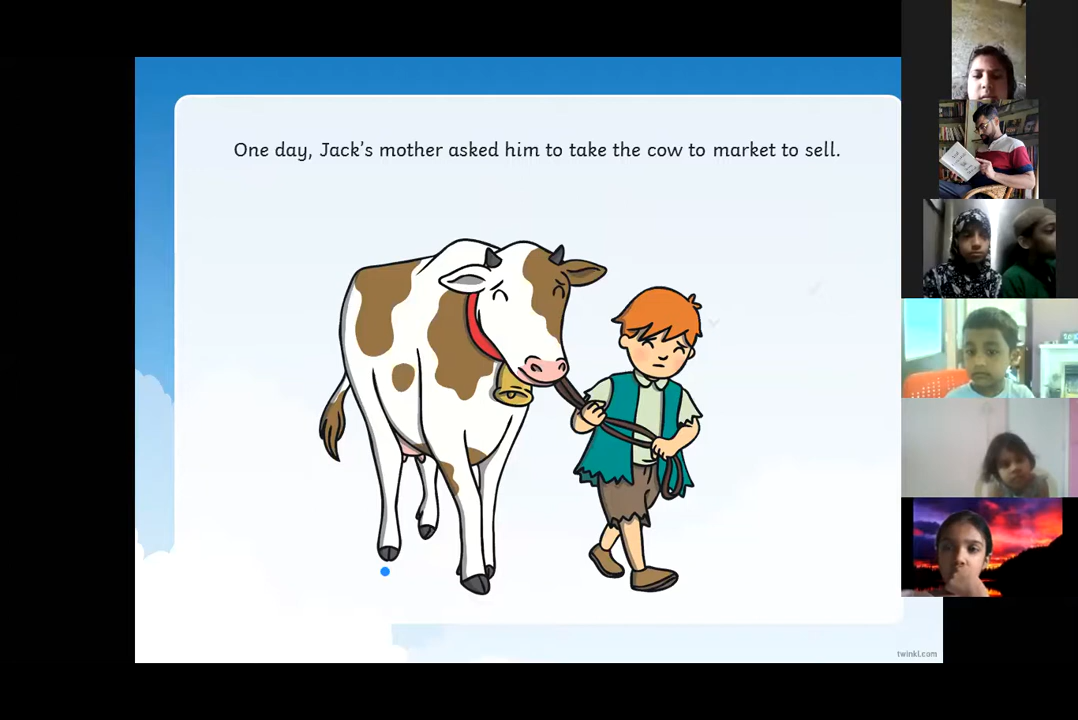 One day, Jack's mother asked him to take the cow to market to sell.
twinkl.com